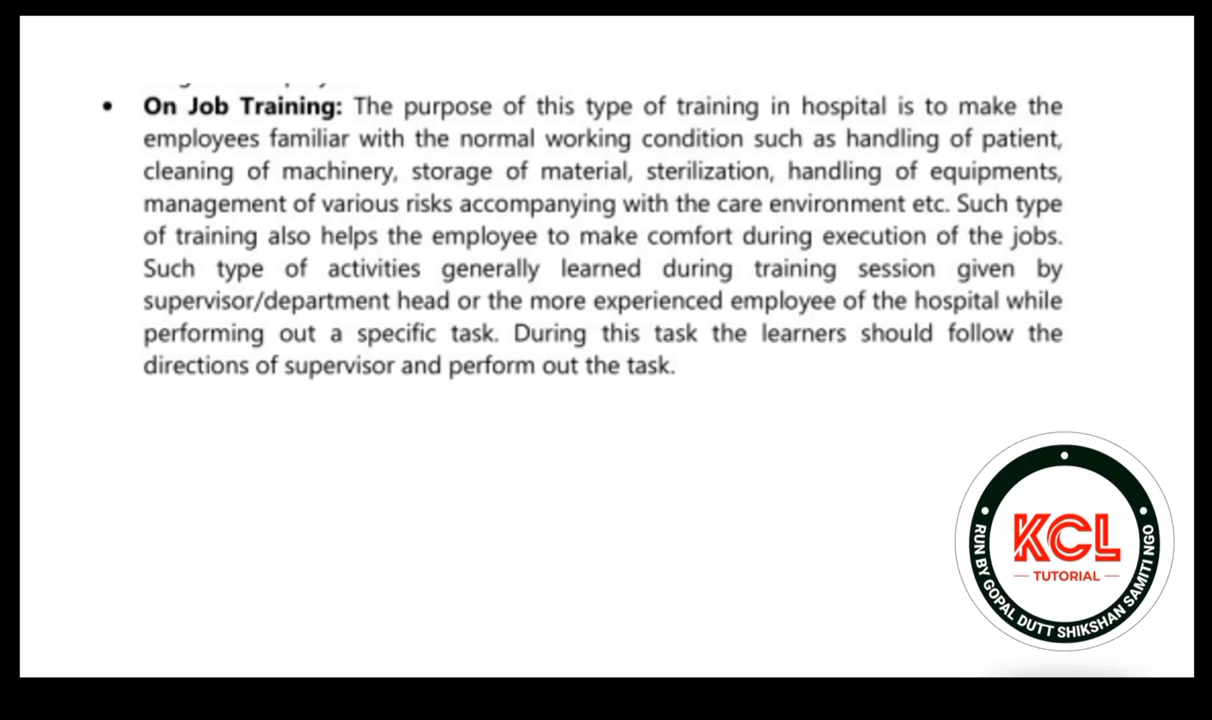 • On Job Training: The purpose of this type of training in hospital is to make the
employees familiar with the normal working condition such as handling of patient,
cleaning of machinery, storage of material, sterilization, handling of equipments,
management of various risks accompanying with the care environment etc. Such type
of training also helps the employee to make comfort during execution of the jobs.
Such type of activities generally learned during training session given by
supervisor/department head or the more experienced employee of the hospital while
performing out a specific task. During this task the learners should follow the
directions of supervisor and perform out the task.
KCL
TUTORIAL
RUN BY GOPAL DUTT SHIKSHAN SAMITI NGO